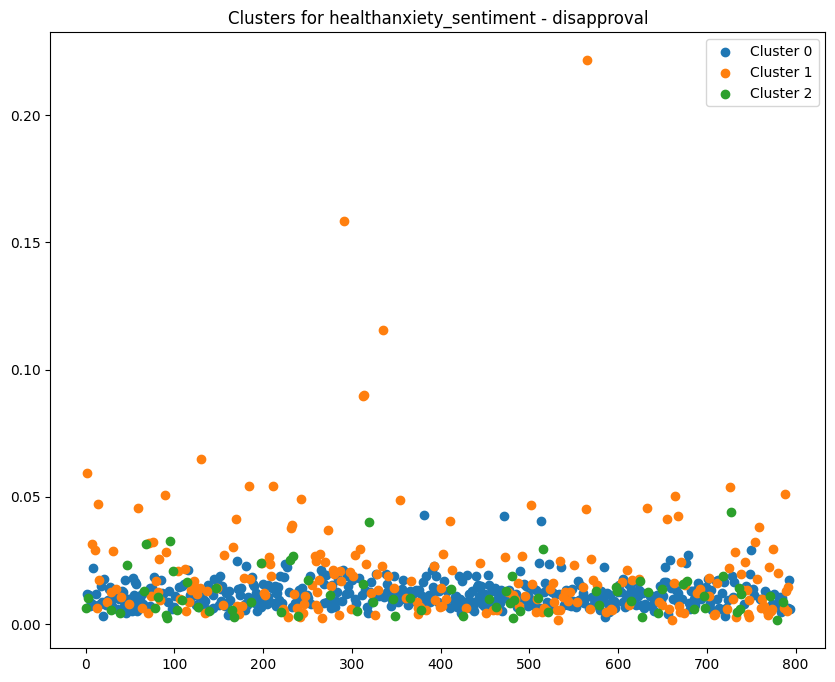 Clusters for healthanxiety_sentiment - disapproval
Cluster 0
Cluster 1
Cluster 2
0.20
0.15
0.10
0.05
0.00
0 100 200 300 400 500 600 700 800